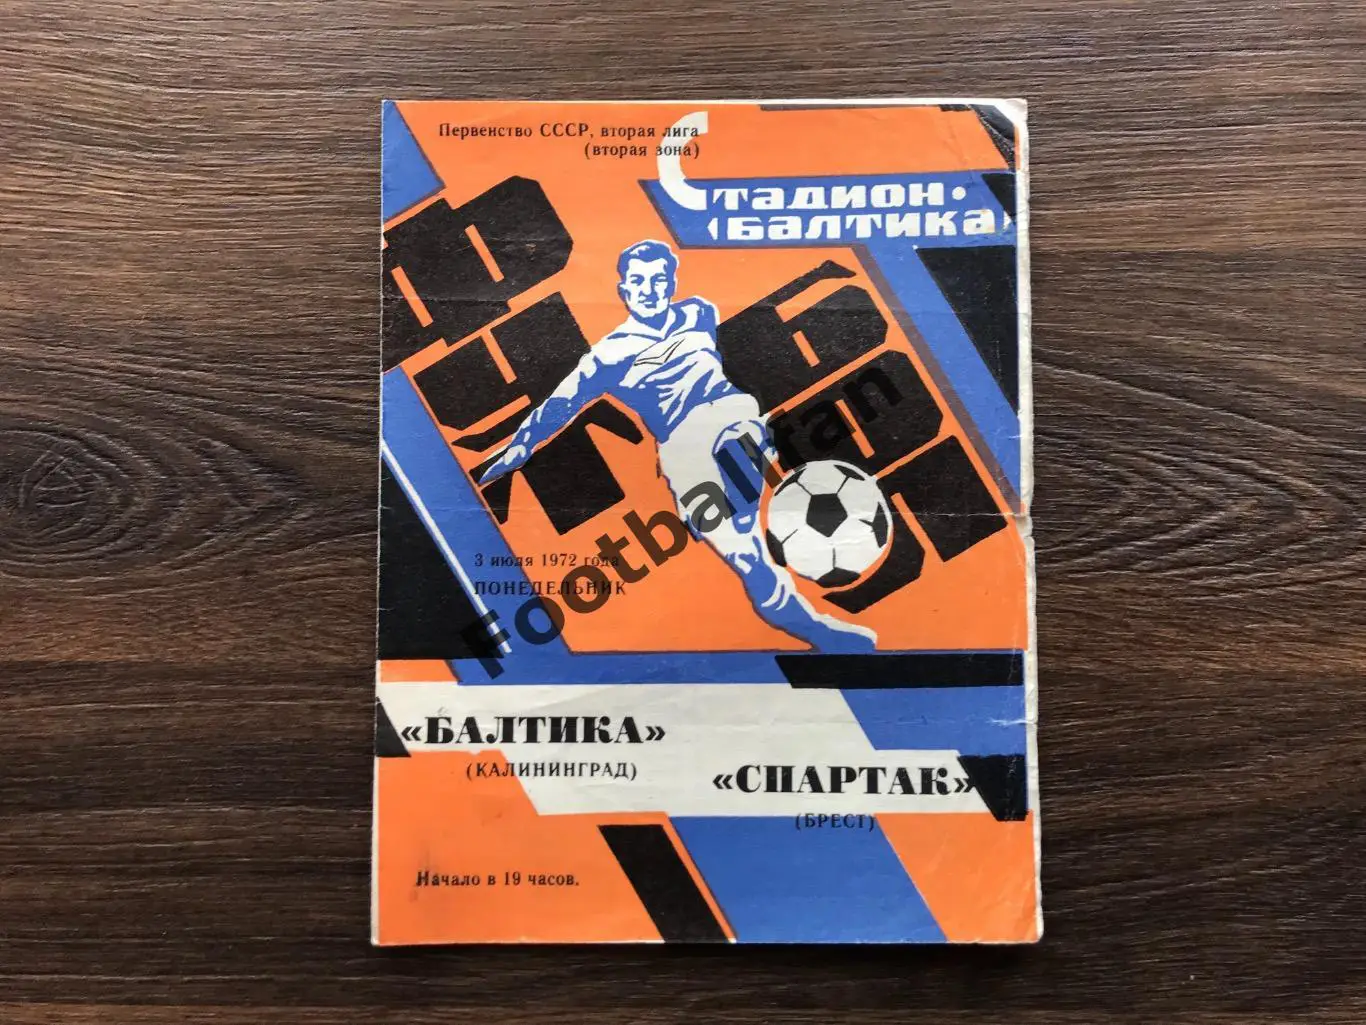 Первенство СССР, вторая лига
(вторая зона)
Стадион
«Балтика»
ФУТБОЛ
3 июля 1972 года
ПОНЕДЕЛЬНИК
«БАЛТИКА»
(КАЛИНИНГРАД)
«СПАРТАК»
(БРЕСТ)
Начало в 19 часов.
Footballfan